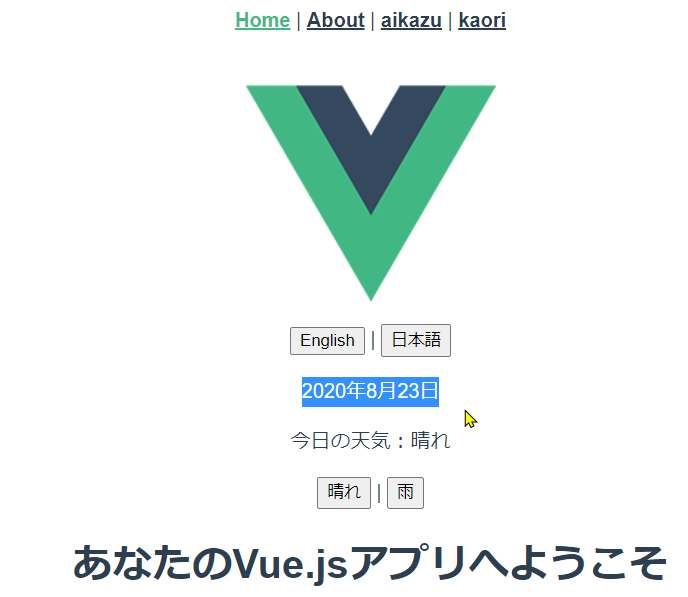 Home | About | aikazu | kaori
English | 日本語
2020年8月23日
今日の天気：晴れ
晴れ | 雨
あなたのVue.jsアプリへようこそ